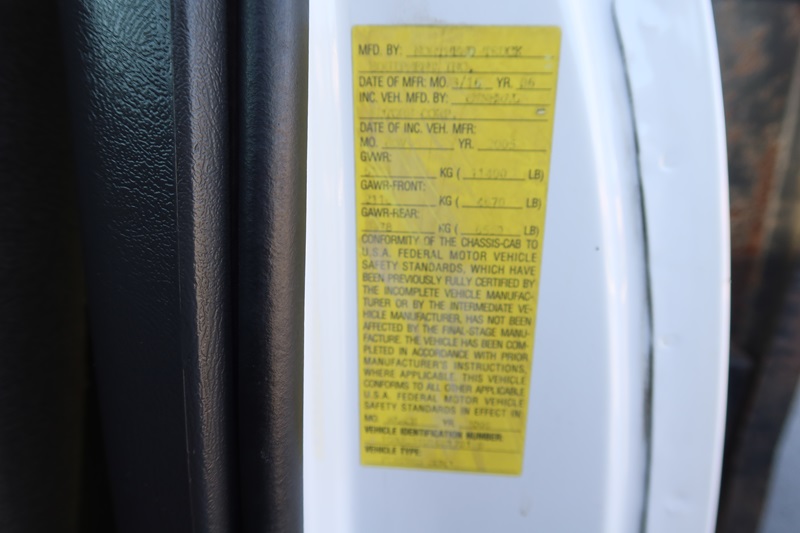 MFD. BY:
DATE OF MFR: MO. YR.
INC. VEH. MFD. BY:
DATE OF INC. VEH. MFR:
MO. YR. 2005
GVWR:
KG ( LB)
GAWR-FRONT:
KG ( 4670 LB)
GAWR-REAR:
KG ( LB)
CONFORMITY OF THE CHASSIS-CAB TO
U.S.A. FEDERAL MOTOR VEHICLE
SAFETY STANDARDS, WHICH HAVE
BEEN PREVIOUSLY FULLY CERTIFIED BY
THE INCOMPLETE VEHICLE MANUFAC-
TURER OR BY THE INTERMEDIATE VE-
HICLE MANUFACTURER, HAS NOT BEEN
AFFECTED BY THE FINAL-STAGE MANU-
FACTURE. THE VEHICLE HAS BEEN COM-
PLETED IN ACCORDANCE WITH PRIOR
MANUFACTURER'S INSTRUCTIONS,
WHERE APPLICABLE. THIS VEHICLE
CONFORMS TO ALL OTHER APPLICABLE
U.S.A. FEDERAL MOTOR VEHICLE
SAFETY STANDARDS IN EFFECT IN
MO. YR.
VEHICLE IDENTIFICATION NUMBER:
VEHICLE TYPE